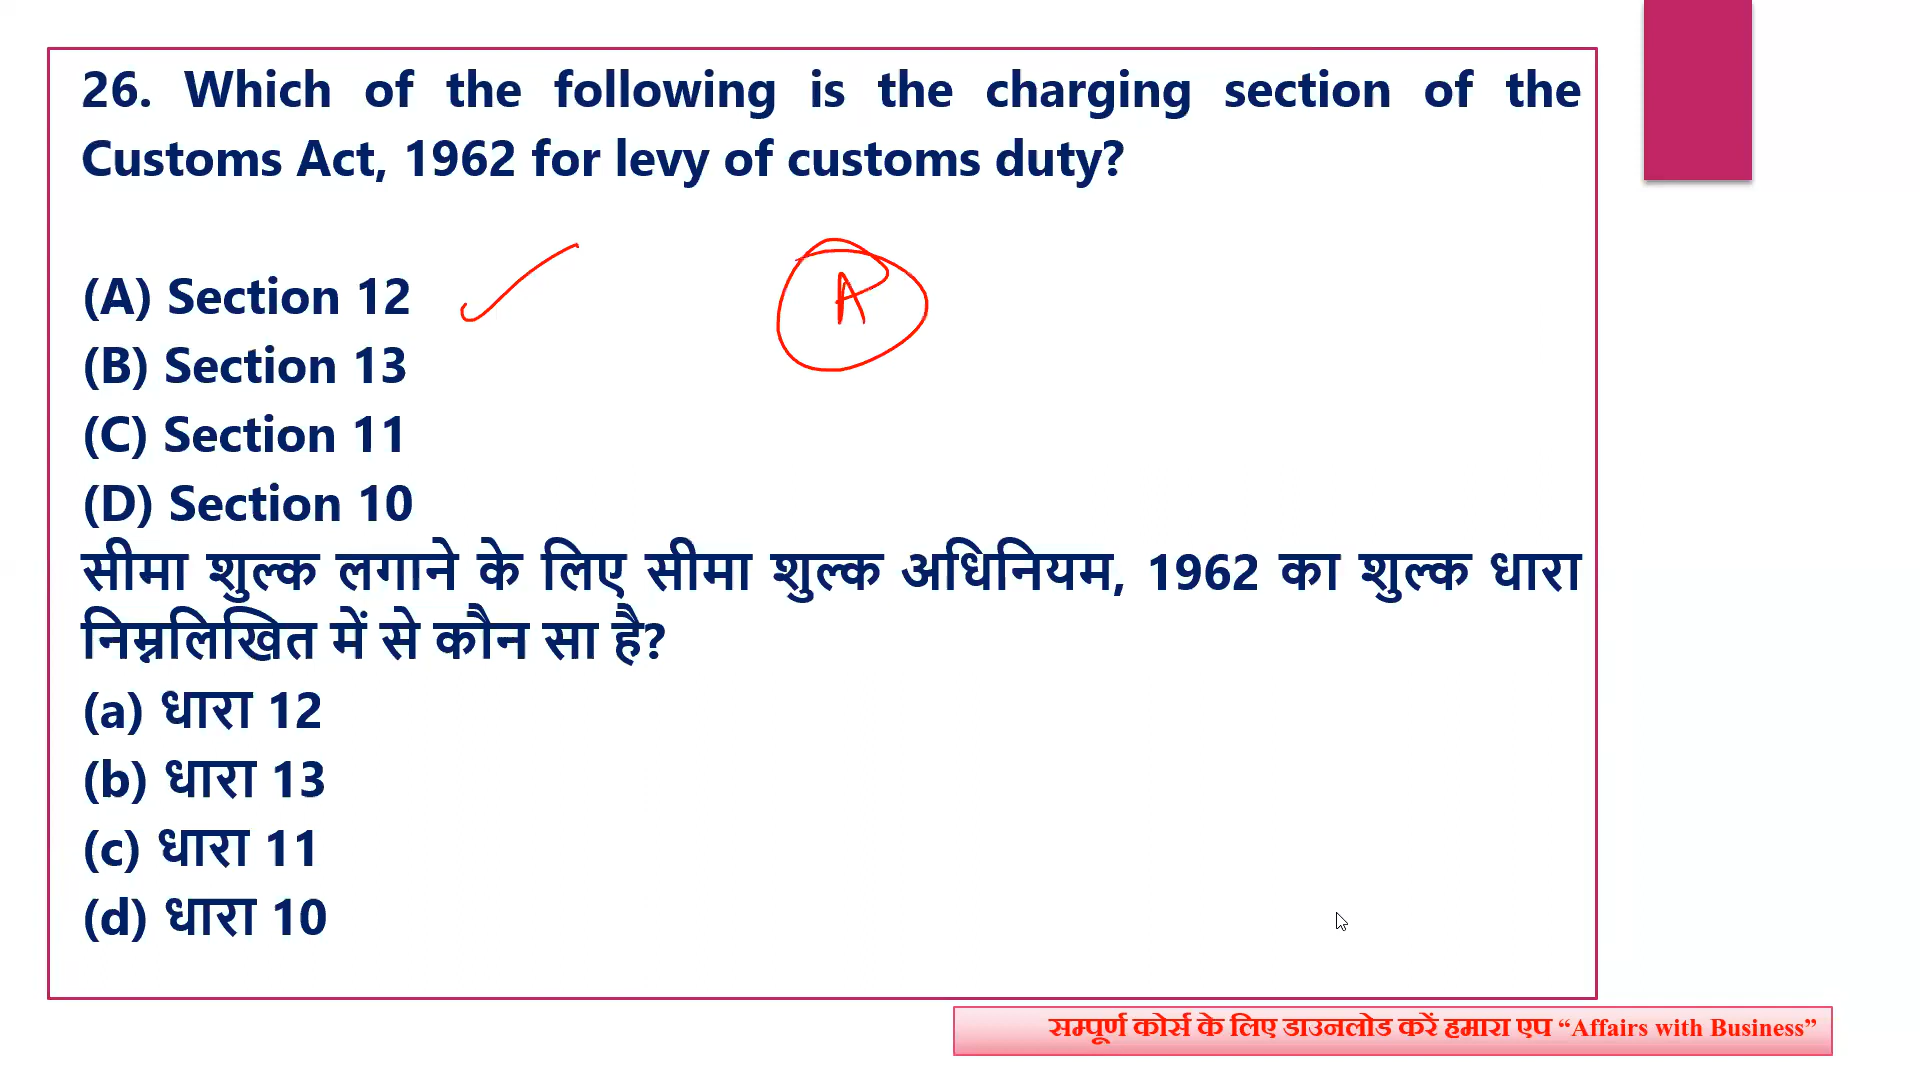 26. Which of the following is the charging section of the
Customs Act, 1962 for levy of customs duty?
(A) Section 12
A
(B) Section 13
(C) Section 11
(D) Section 10
सीमा शुल्क लगाने के लिए सीमा शुल्क अधिनियम, 1962 का शुल्क धारा
निम्नलिखित में से कौन सा है?
(a) धारा 12
(b) धारा 13
(c) धारा 11
(d) धारा 10
सम्पूर्ण कोर्स के लिए डाउनलोड करें हमारा एप “Affairs with Business”